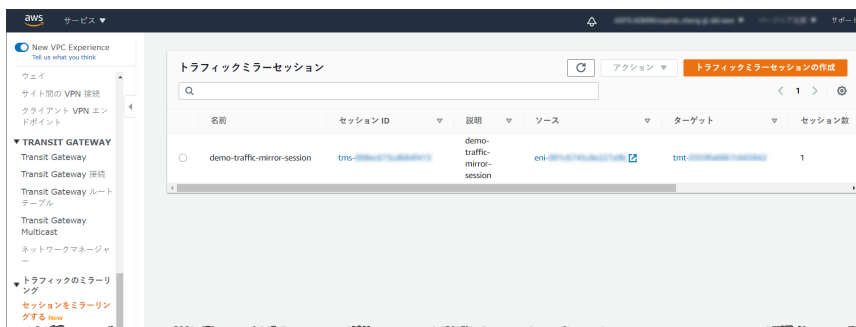 aws サービス ▼ サポート
New VPC Experience
Tell us what you think
ウェイ
サイト間の VPN 接続
クライアント VPN エン
ドポイント
▼ TRANSIT GATEWAY
Transit Gateway
Transit Gateway 接続
Transit Gateway ルート
テーブル
Transit Gateway
Multicast
ネットワークマネージャ
ー
▼ トラフィックのミラーリ
ング
セッションをミラーリン
グする New
トラフィックミラーセッション
アクション ▼
トラフィックミラーセッションの作成
1
名前 セッション ID 説明 ソース ターゲット セッション数
demo-traffic-mirror-session tms- demo-
traffic-
mirror-
session
eni- tmt- 1